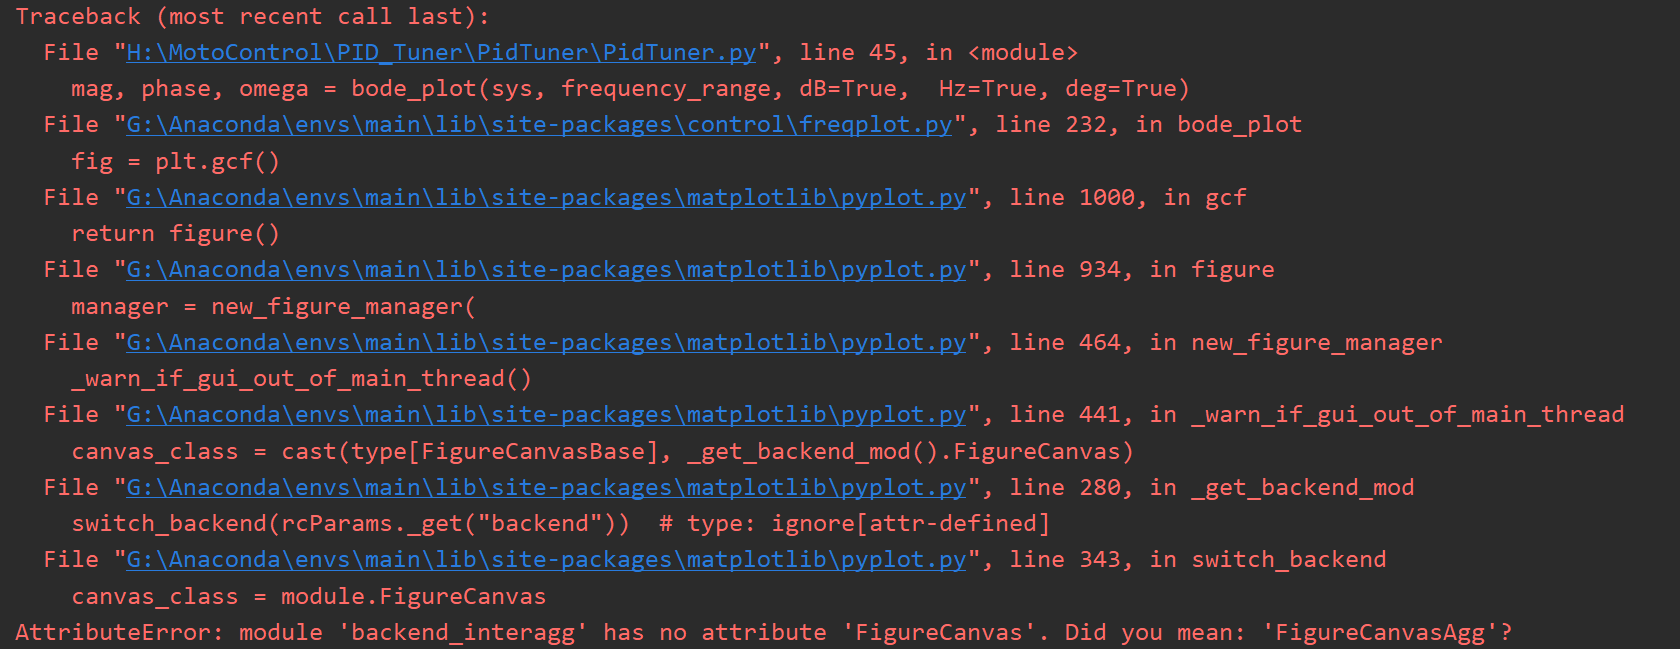 Traceback (most recent call last):
  File "H:\MotoControl\PID_Tuner\PidTuner\PidTuner.py", line 45, in <module>
    mag, phase, omega = bode_plot(sys, frequency_range, dB=True,  Hz=True, deg=True)
  File "G:\Anaconda\envs\main\lib\site-packages\control\freqplot.py", line 232, in bode_plot
    fig = plt.gcf()
  File "G:\Anaconda\envs\main\lib\site-packages\matplotlib\pyplot.py", line 1000, in gcf
    return figure()
  File "G:\Anaconda\envs\main\lib\site-packages\matplotlib\pyplot.py", line 934, in figure
    manager = new_figure_manager(
  File "G:\Anaconda\envs\main\lib\site-packages\matplotlib\pyplot.py", line 464, in new_figure_manager
    _warn_if_gui_out_of_main_thread()
  File "G:\Anaconda\envs\main\lib\site-packages\matplotlib\pyplot.py", line 441, in _warn_if_gui_out_of_main_thread
    canvas_class = cast(type[FigureCanvasBase], _get_backend_mod().FigureCanvas)
  File "G:\Anaconda\envs\main\lib\site-packages\matplotlib\pyplot.py", line 280, in _get_backend_mod
    switch_backend(rcParams._get("backend"))  # type: ignore[attr-defined]
  File "G:\Anaconda\envs\main\lib\site-packages\matplotlib\pyplot.py", line 343, in switch_backend
    canvas_class = module.FigureCanvas
AttributeError: module 'backend_interagg' has no attribute 'FigureCanvas'. Did you mean: 'FigureCanvasAgg'?